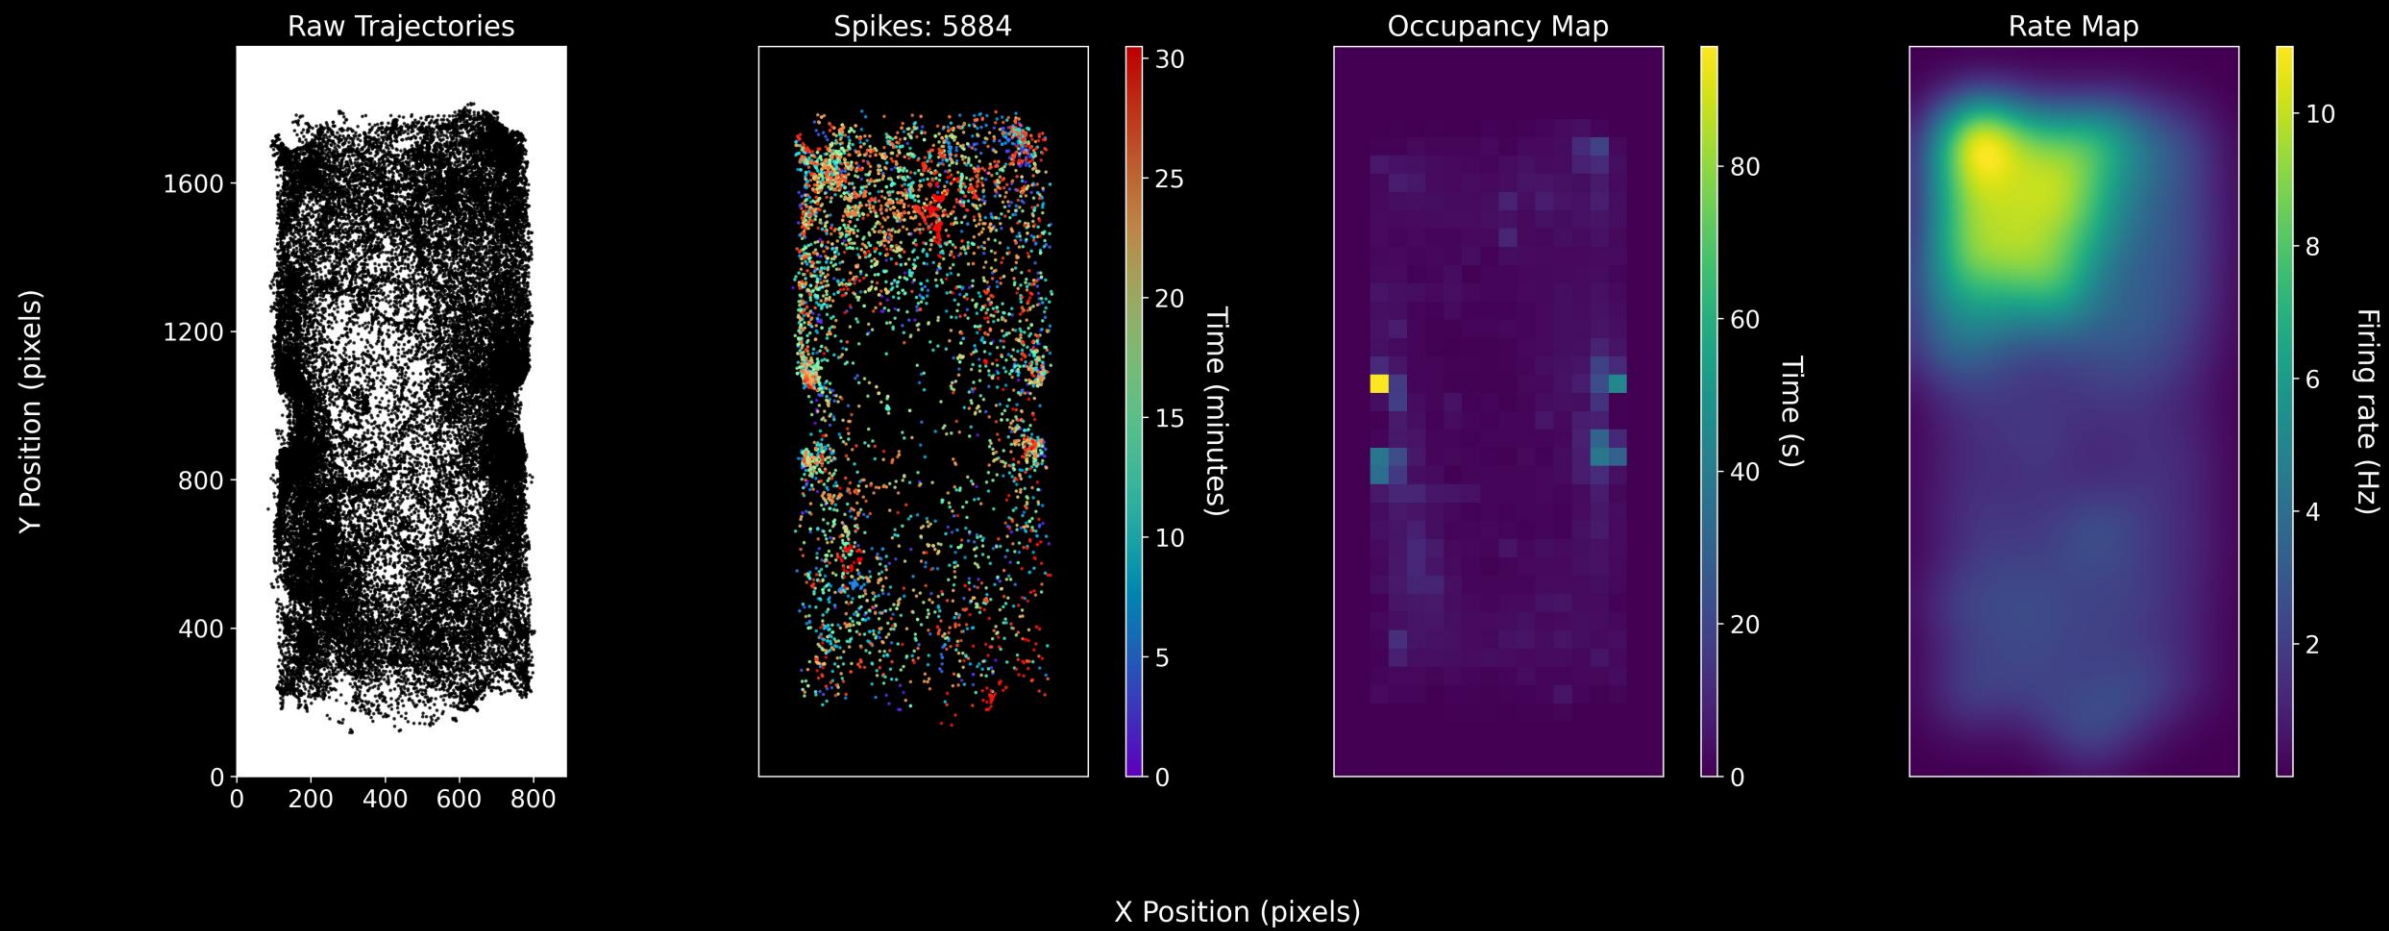 Raw Trajectories
Spikes: 5884
Occupancy Map
Rate Map
Y Position (pixels)
1600
1200
800
400
0
0 200 400 600 800
30
25
20
15
10
5
0
Time (minutes)
80
60
40
20
0
Time (s)
10
8
6
4
2
Firing rate (Hz)
X Position (pixels)